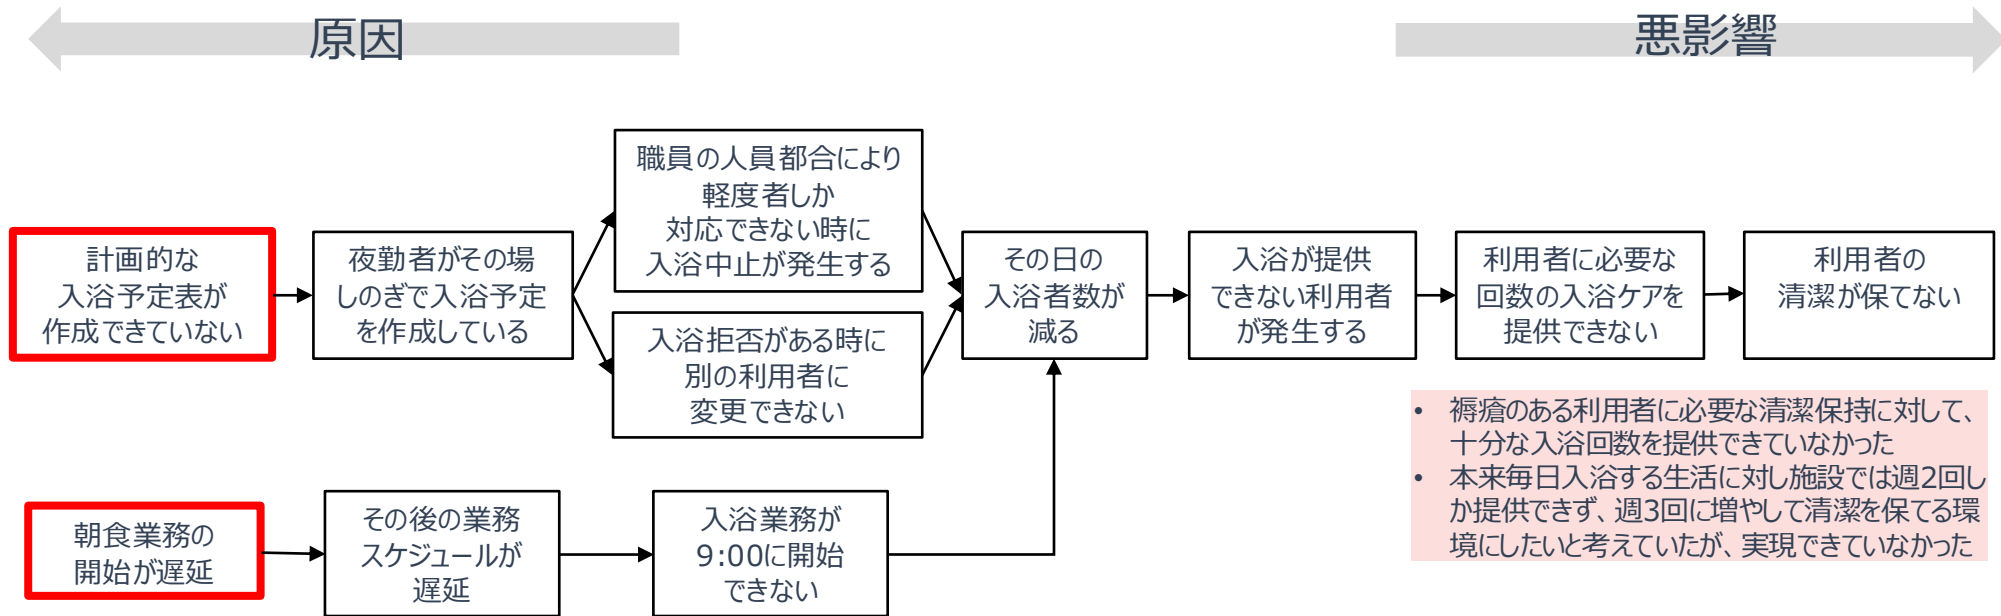 原因
悪影響
職員の人員都合により
軽度者しか
対応できない時に
入浴中止が発生する
計画的な
入浴予定表が
作成できていない
夜勤者がその場
しのぎで入浴予定
を作成している
入浴拒否がある時に
別の利用者に
変更できない
その日の
入浴者数が
減る
入浴が提供
できない利用者
が発生する
利用者に必要な
回数の入浴ケアを
提供できない
利用者の
清潔が保てない
• 褥瘡のある利用者に必要な清潔保持に対して、
十分な入浴回数を提供できていなかった
• 本来毎日入浴する生活に対し施設では週2回し
か提供できず、週3回に増やして清潔を保てる環
境にしたいと考えていたが、実現できていなかった
朝食業務の
開始が遅延
その後の業務
スケジュールが
遅延
入浴業務が
9:00に開始
できない